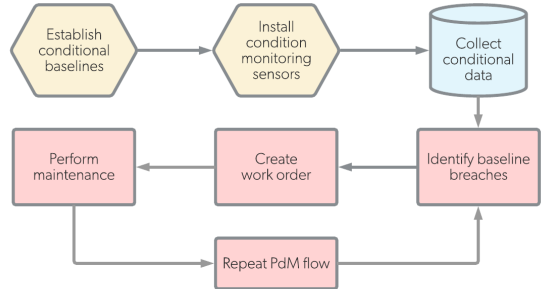 Establish
conditional
baselines
Install
condition
monitoring
sensors
Collect
conditional
data
Perform
maintenance
Create
work order
Identify baseline
breaches
Repeat PdM flow